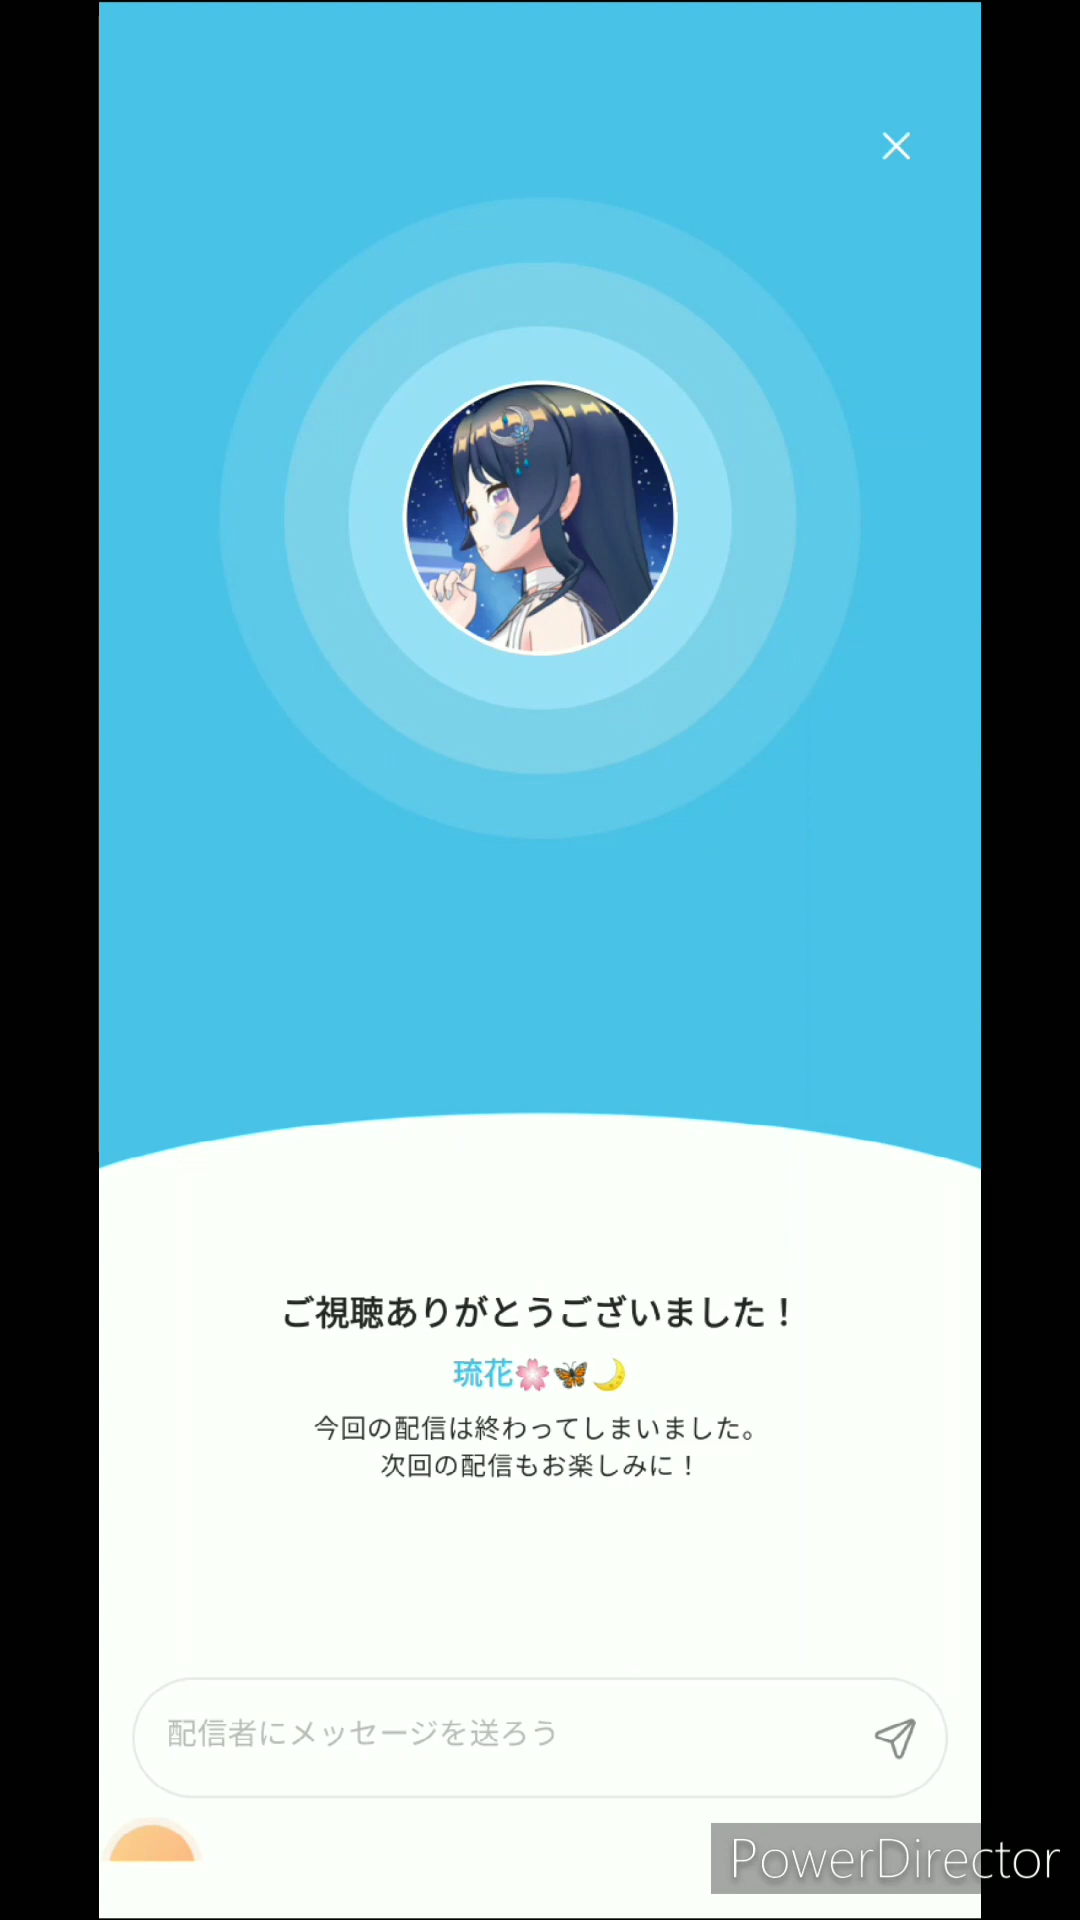 ご視聴ありがとうございました！
琉花🌸🦋🌙
今回の配信は終わってしまいました。
次回の配信もお楽しみに！
配信者にメッセージを送ろう
PowerDirector